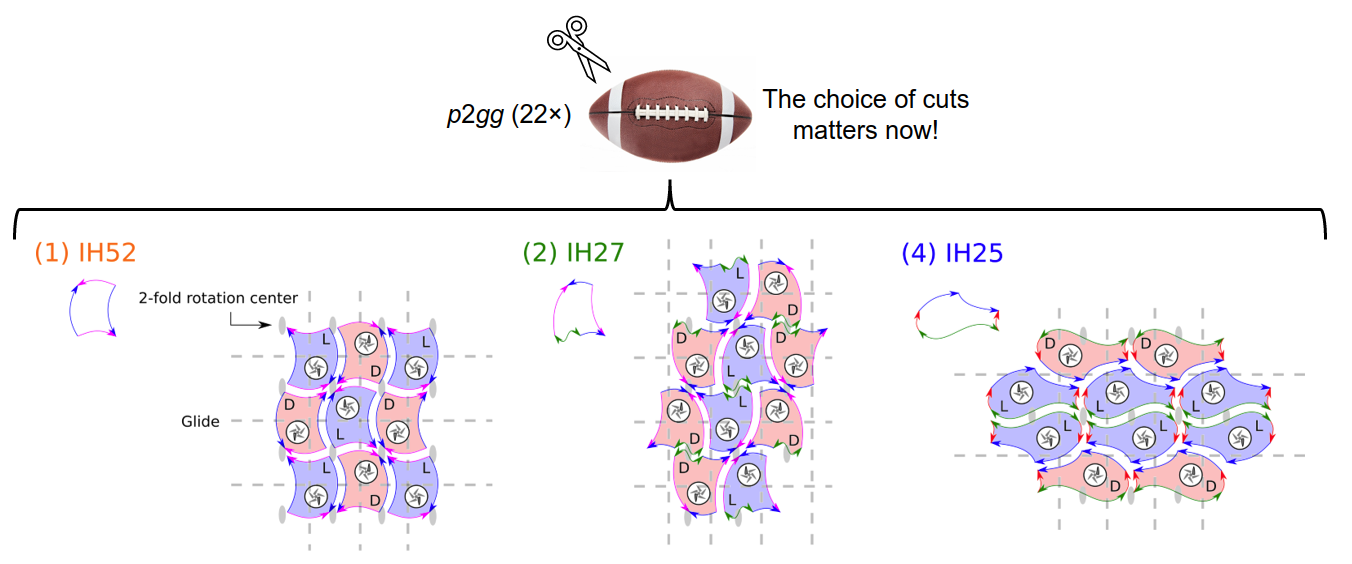 p2gg (22×)
The choice of cuts
matters now!
(1) IH52
2-fold rotation center
Glide
L
L
D
D
D
L
L
L
D
(2) IH27
L
D
D
D
L
L
D
D
D
L
(4) IH25
D
D
L
L
L
L
L
L
D
D